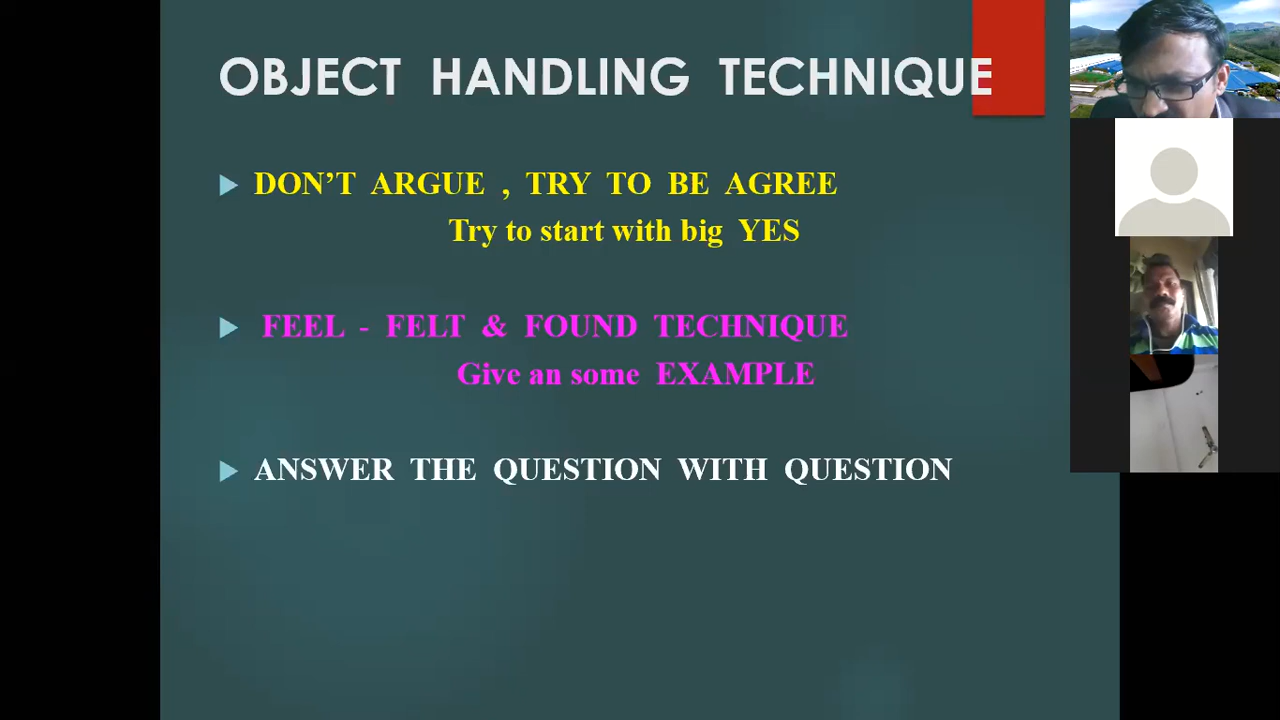 OBJECT HANDLING TECHNIQUE
DON'T ARGUE , TRY TO BE AGREE
Try to start with big YES
FEEL - FELT & FOUND TECHNIQUE
Give an some EXAMPLE
ANSWER THE QUESTION WITH QUESTION